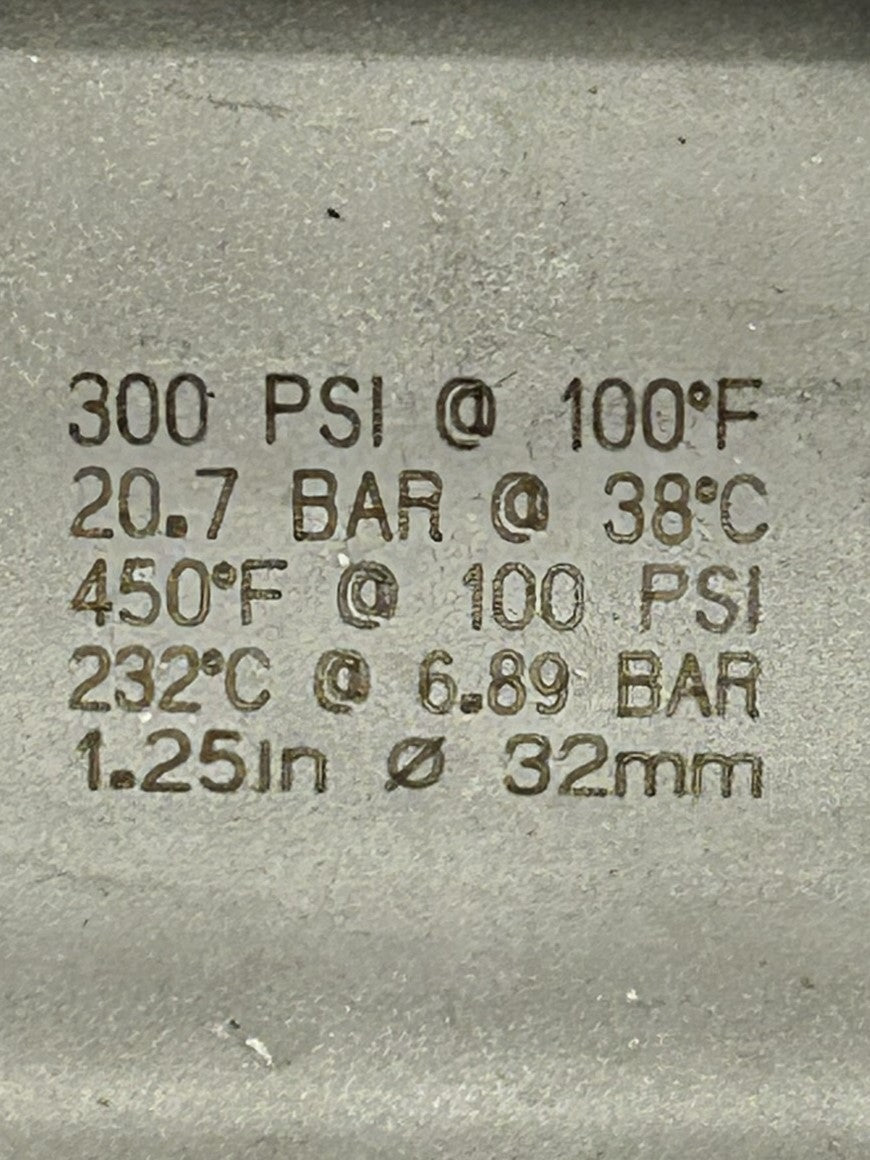 300 PSI @ 100°F
20.7 BAR @ 38°C
450°F @ 100 PSI
232°C @ 6.89 BAR
1.25in Ø 32mm